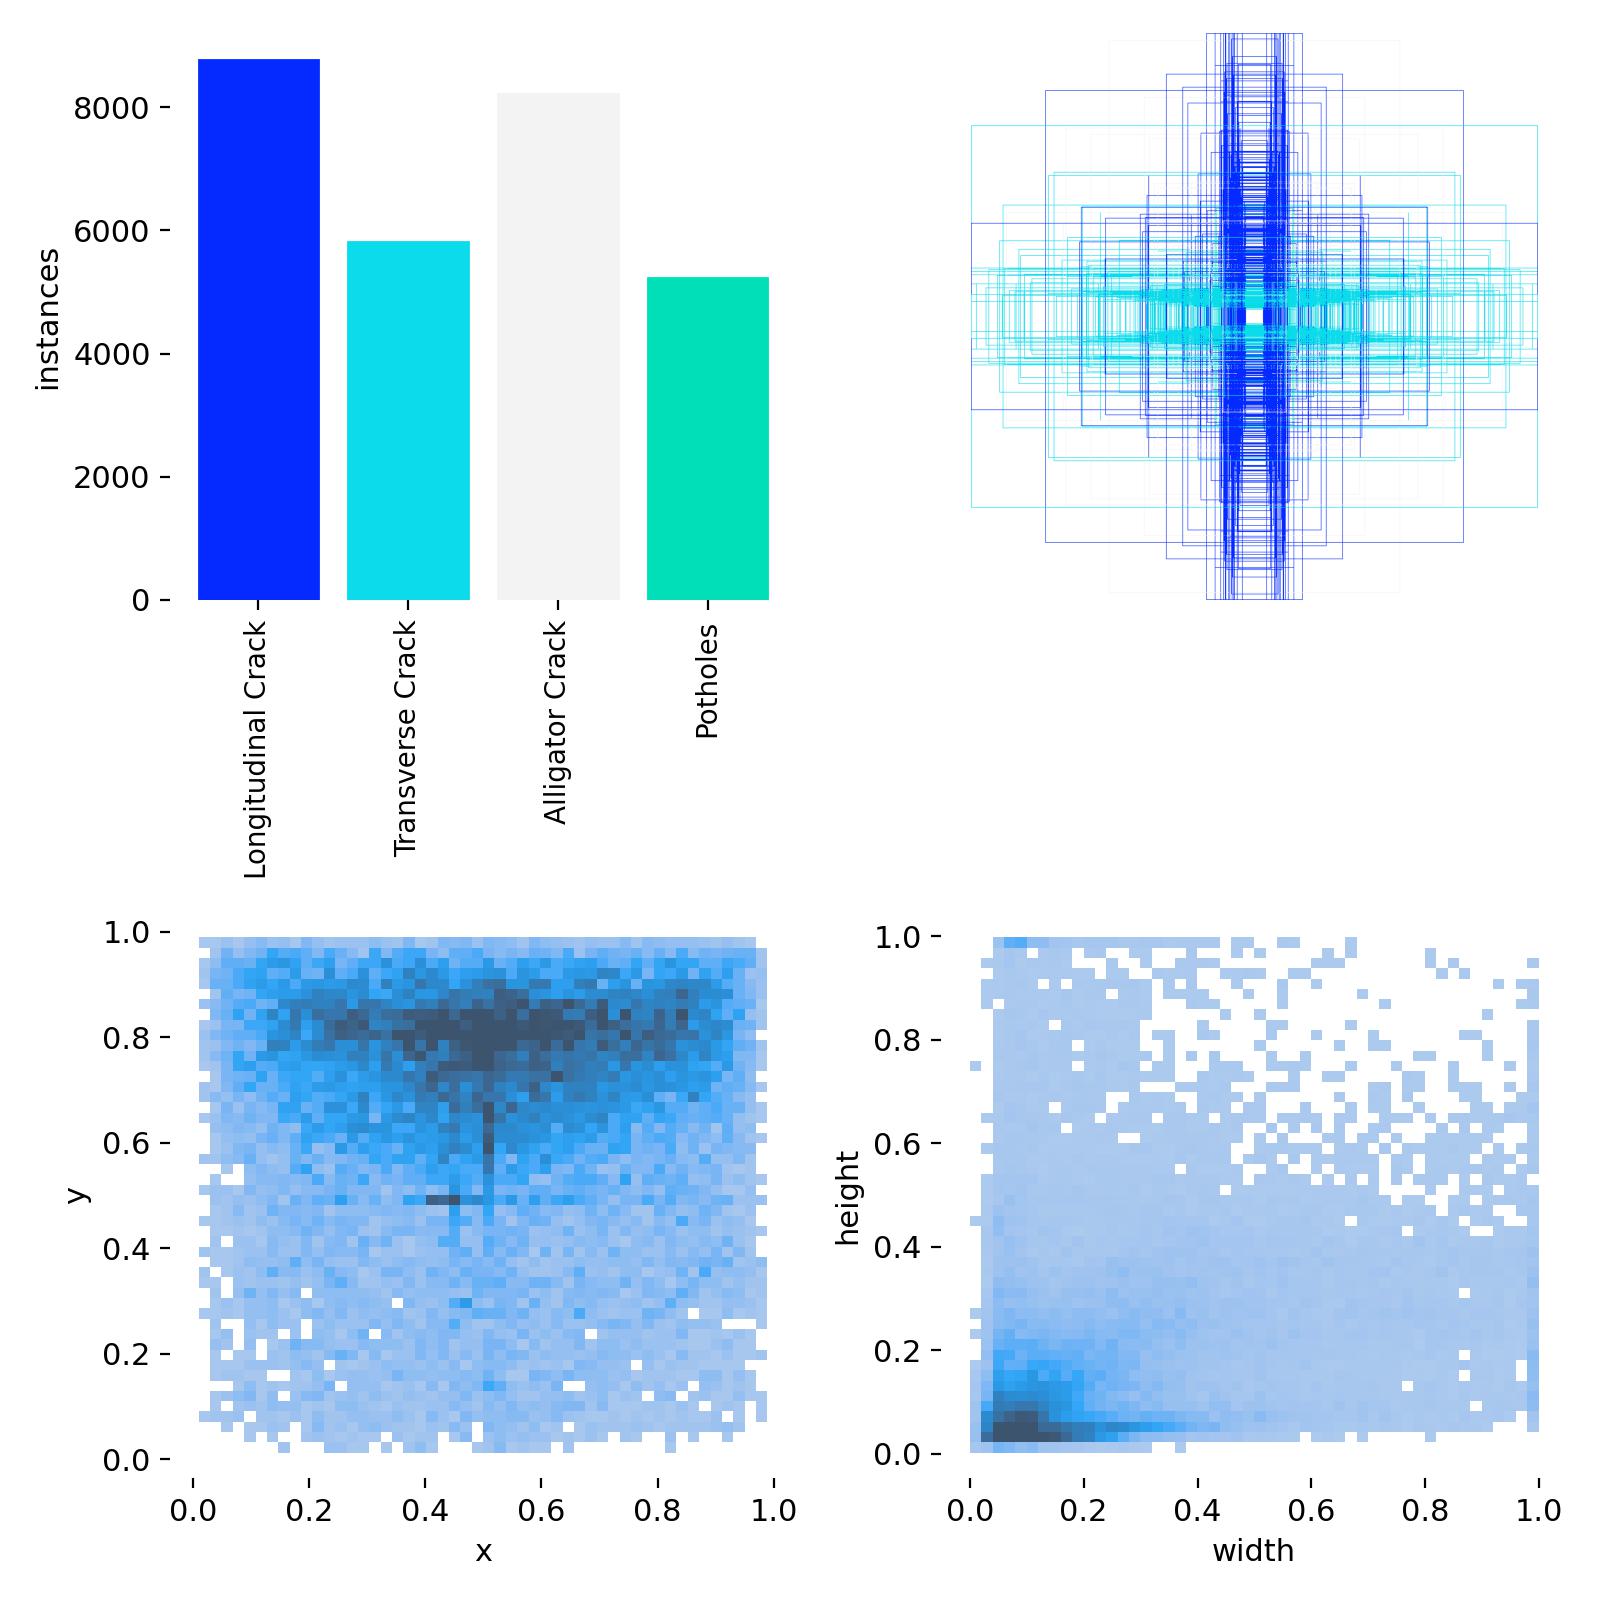 instances
8000
6000
4000
2000
0
Longitudinal Crack
Transverse Crack
Alligator Crack
Potholes
y
1.0
0.8
0.6
0.4
0.2
0.0
0.0 0.2 0.4 0.6 0.8 1.0
x
height
1.0
0.8
0.6
0.4
0.2
0.0
0.0 0.2 0.4 0.6 0.8 1.0
width